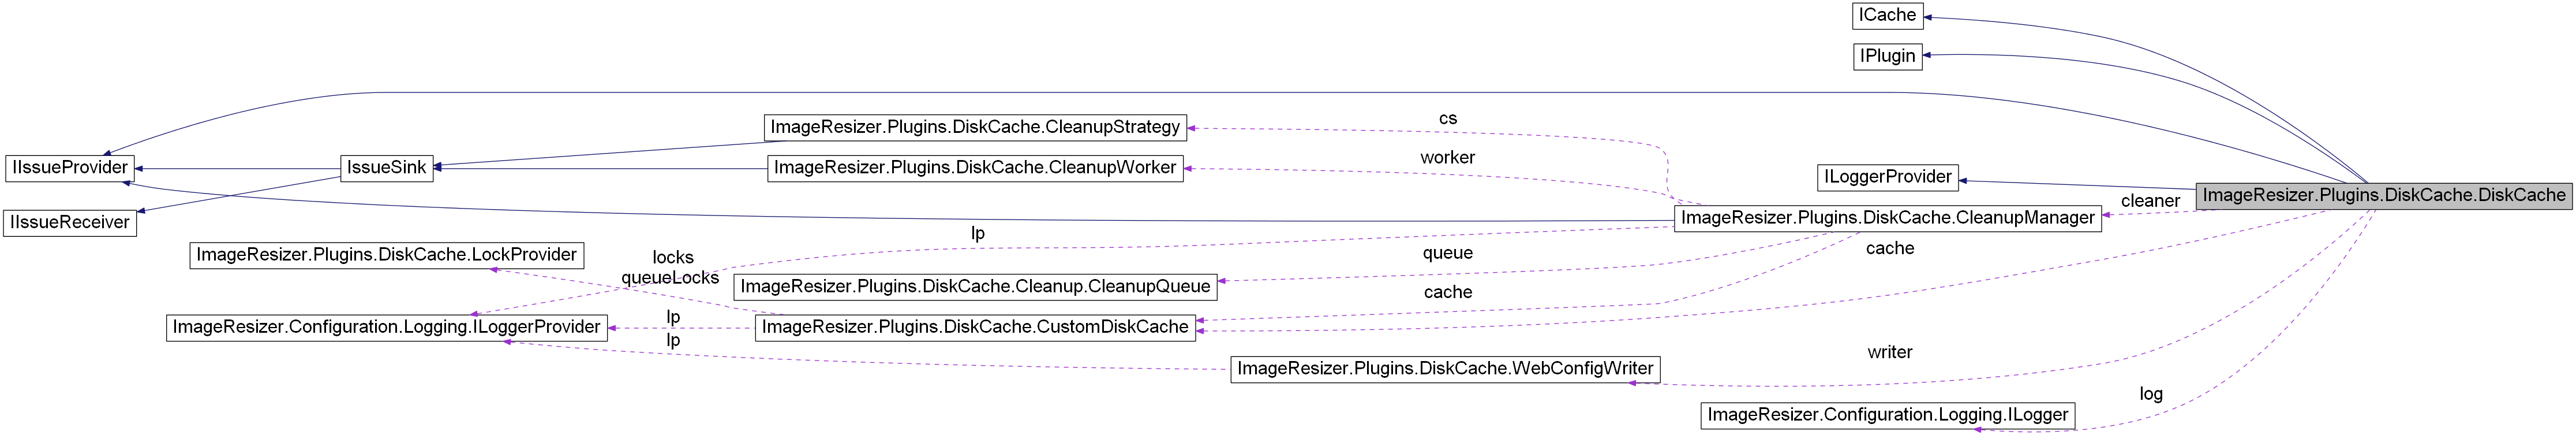 ICache
IPlugin
cs
ImageResizer.Plugins.DiskCache.CleanupStrategy
worker
IIssueProvider
IssueSink
ImageResizer.Plugins.DiskCache.CleanupWorker
ILoggerProvider
ImageResizer.Plugins.DiskCache.DiskCache
cleaner
IIssueReceiver
ImageResizer.Plugins.DiskCache.CleanupManager
lp
cache
ImageResizer.Plugins.DiskCache.LockProvider
locks
queueLocks
queue
ImageResizer.Plugins.DiskCache.Cleanup.CleanupQueue
cache
lp
ImageResizer.Configuration.Logging.ILoggerProvider
ImageResizer.Plugins.DiskCache.CustomDiskCache
lp
writer
ImageResizer.Plugins.DiskCache.WebConfigWriter
log
ImageResizer.Configuration.Logging.ILogger